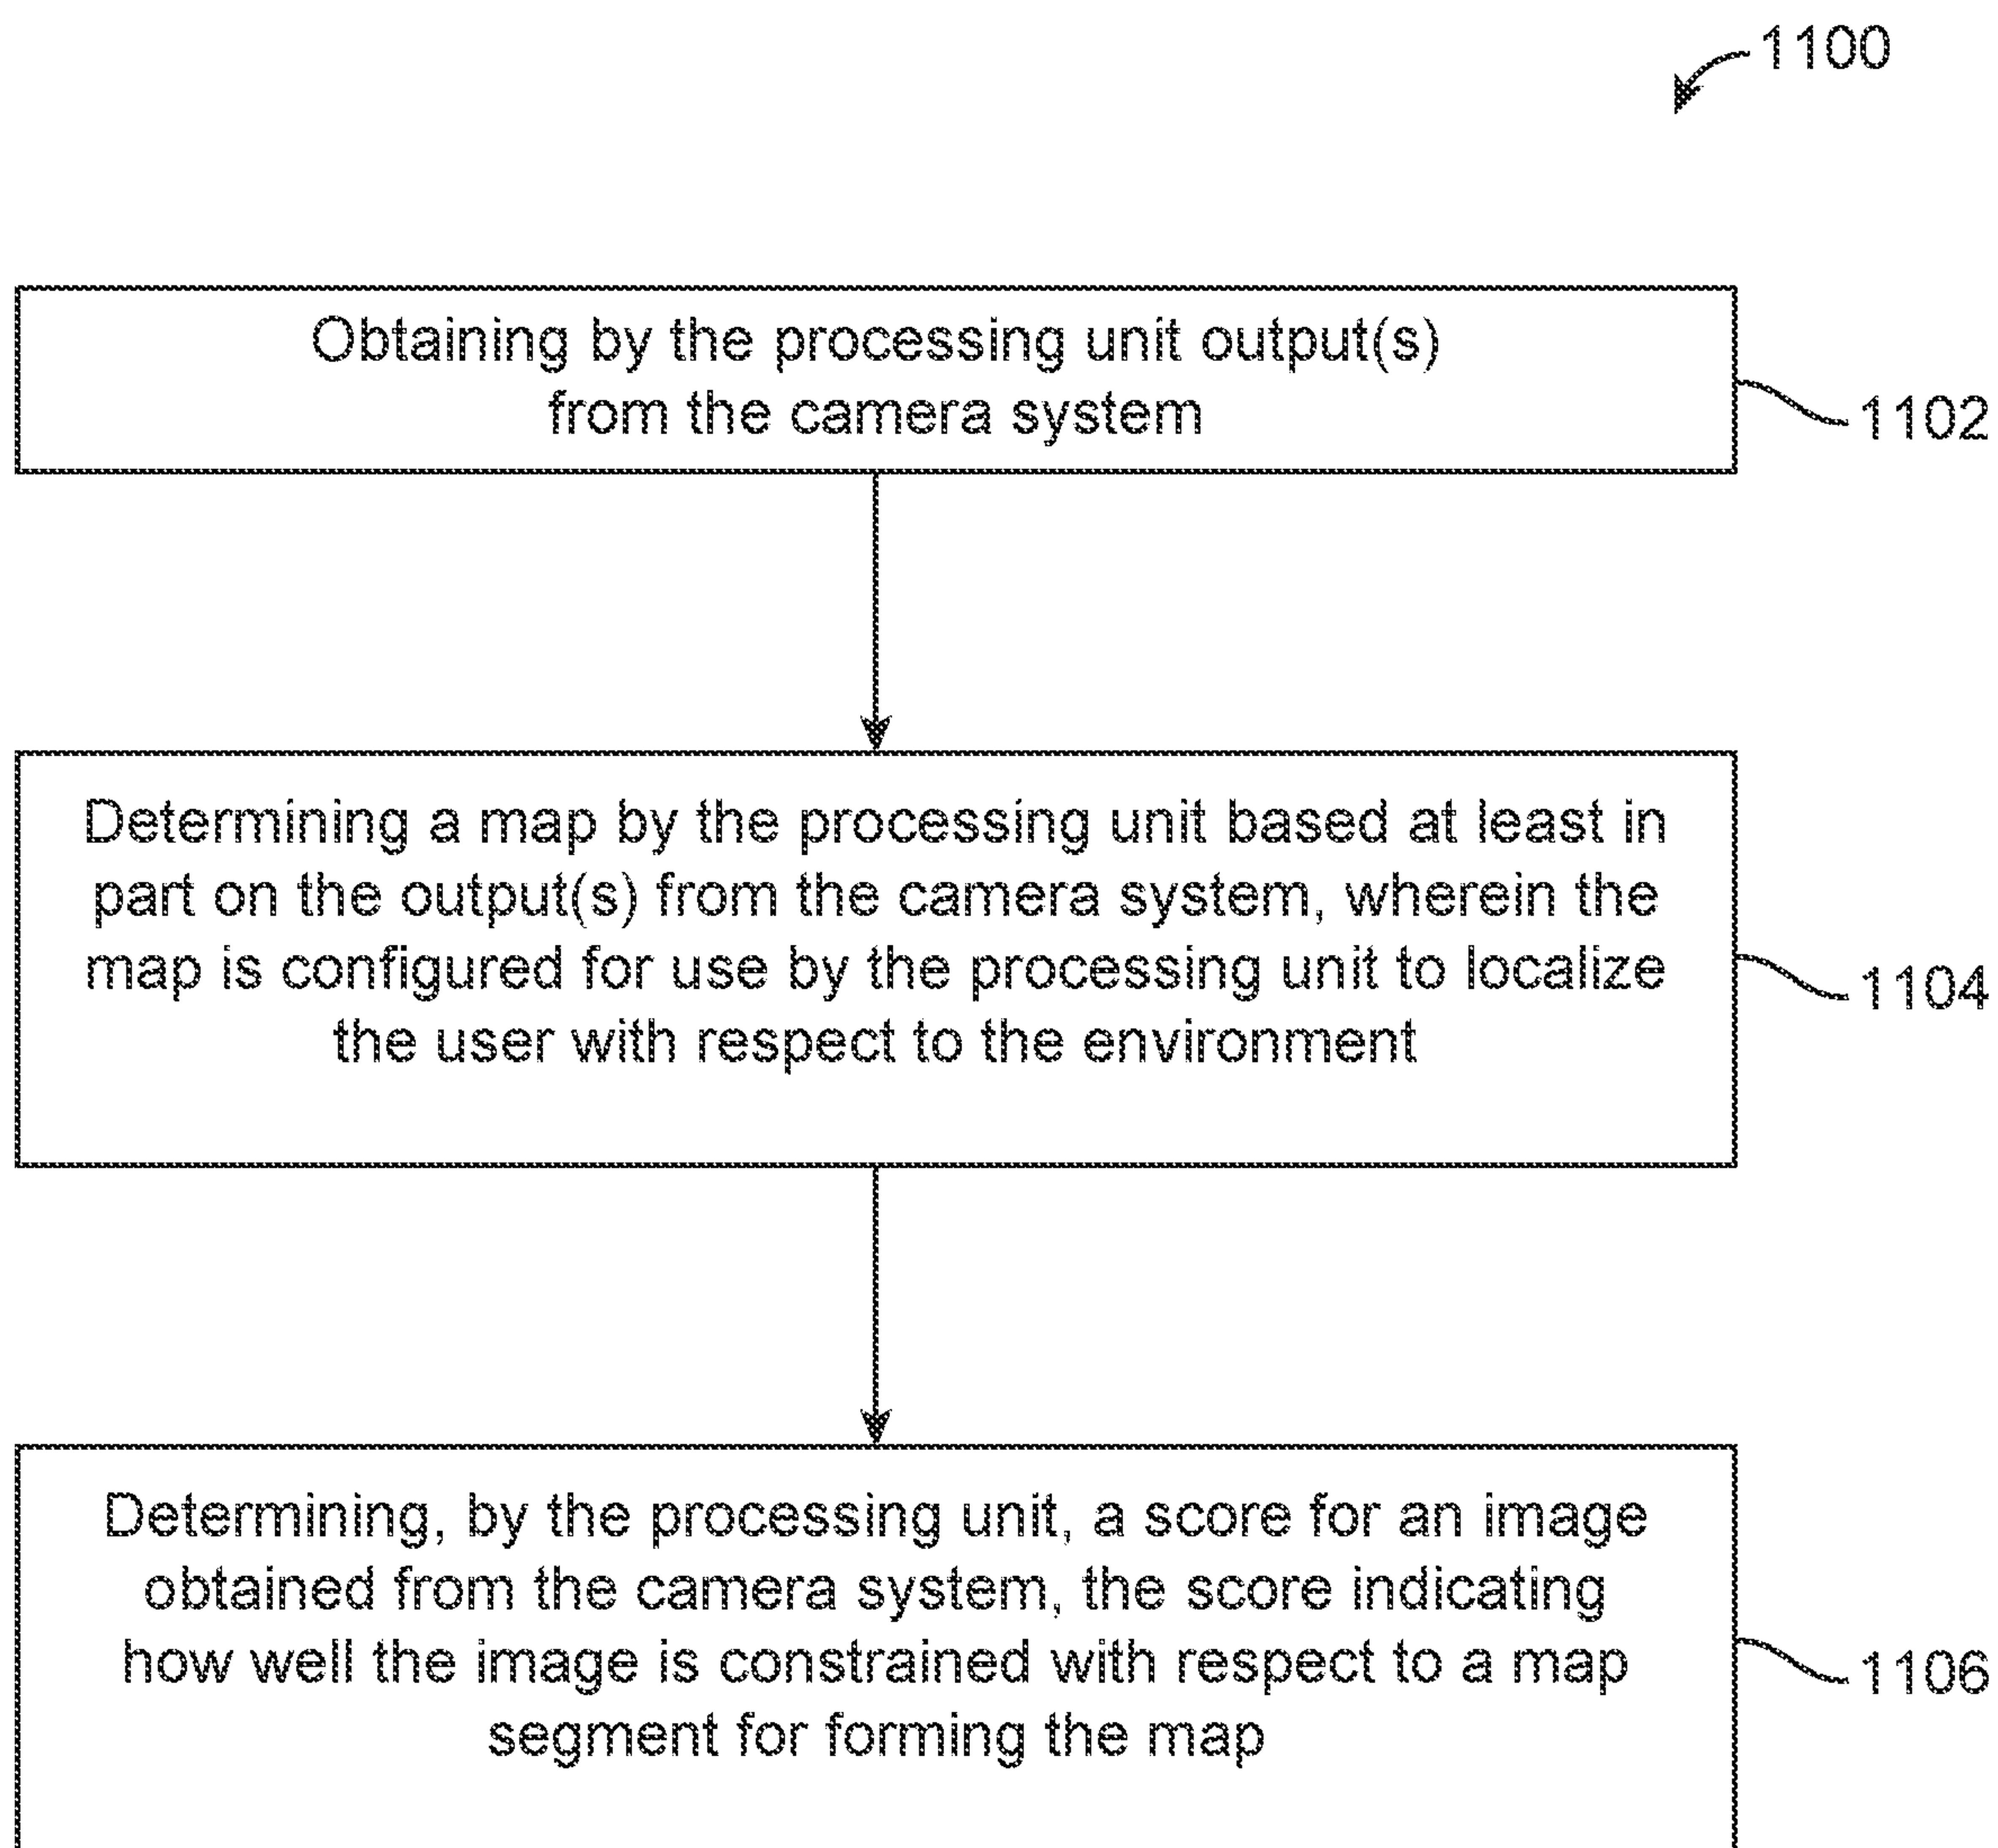 1100
Obtaining by the processing unit output(s)
from the camera system
1102
Determining a map by the processing unit based at least in
part on the output(s) from the camera system, wherein the
map is configured for use by the processing unit to localize
the user with respect to the environment
1104
Determining, by the processing unit, a score for an image
obtained from the camera system, the score indicating
how well the image is constrained with respect to a map
segment for forming the map
1106